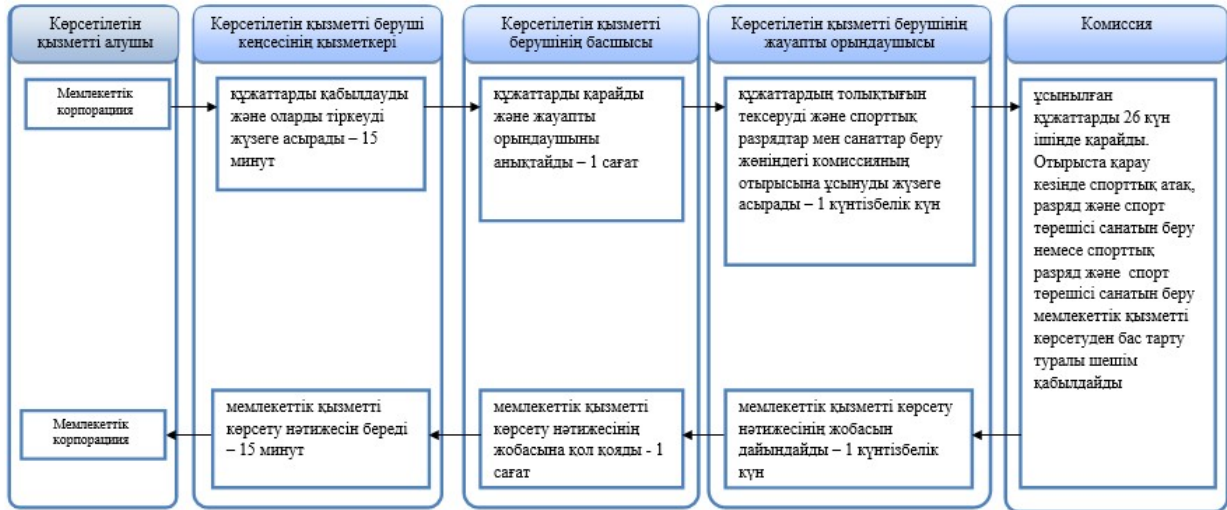 Көрсетілетін
қызметті алушы
Көрсетілетін қызметті беруші
кеңсесінің қызметкері
Көрсетілетін қызметті
берушінің басшысы
Көрсетілетін қызметті берушінің
жауапты орындаушысы
Комиссия
Мемлекеттік
корпорациия
құжаттарды қабылдауды
және оларды тіркеуді
жүзеге асырады – 15
минут
құжаттарды қарайды
және жауапты
орындаушыны
анықтайды – 1 сағат
құжаттардың толықтығын
тексеруді және спорттық
разрядтар мен санаттар беру
жөніндегі комиссияның
отырысына ұсынуды жүзеге
асырады – 1 күнтізбелік күн
ұсынылған
құжаттарды 26 күн
ішінде қарайды.
Отырыста қарау
кезінде спорттық атақ,
разряд және спорт
төрешісі санатын беру
немесе спорттық
разряд және спорт
төрешісі санатын беру
мемлекеттік қызметті
көрсетуден бас тарту
туралы шешім
қабылдайды
Мемлекеттік
корпорациия
мемлекеттік қызметті
көрсету нәтижесін береді
– 15 минут
мемлекеттік қызметті
көрсету нәтижесінің
жобасына қол қояды - 1
сағат
мемлекеттік қызметті көрсету
нәтижесінің жобасын
дайындайды – 1 күнтізбелік
күн